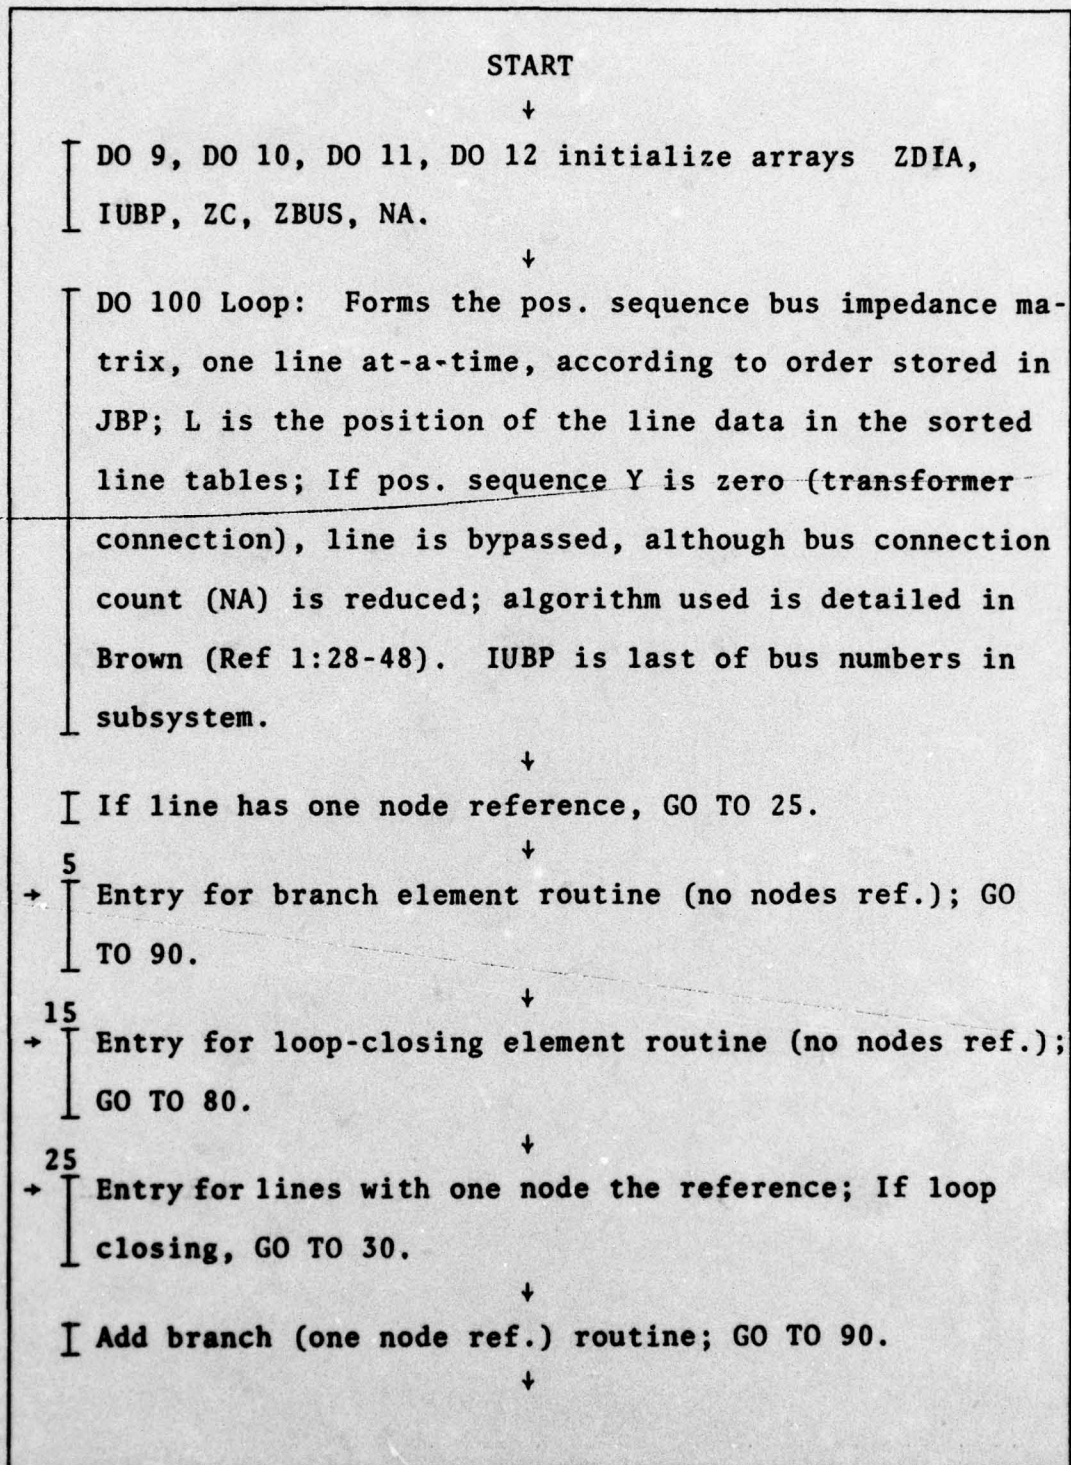 START
↓
DO 9, DO 10, DO 11, DO 12 initialize arrays ZDIA,
IUBP, ZC, ZBUS, NA.
↓
DO 100 Loop: Forms the pos. sequence bus impedance ma-
trix, one line at-a-time, according to order stored in
JBP; L is the position of the line data in the sorted
line tables; If pos. sequence Y is zero (transformer
connection), line is bypassed, although bus connection
count (NA) is reduced; algorithm used is detailed in
Brown (Ref 1:28-48). IUBP is last of bus numbers in
subsystem.
↓
If line has one node reference, GO TO 25.
↓
5
→ Entry for branch element routine (no nodes ref.); GO
TO 90.
↓
15
→ Entry for loop-closing element routine (no nodes ref.);
GO TO 80.
↓
25
→ Entry for lines with one node the reference; If loop
closing, GO TO 30.
↓
Add branch (one node ref.) routine; GO TO 90.
↓